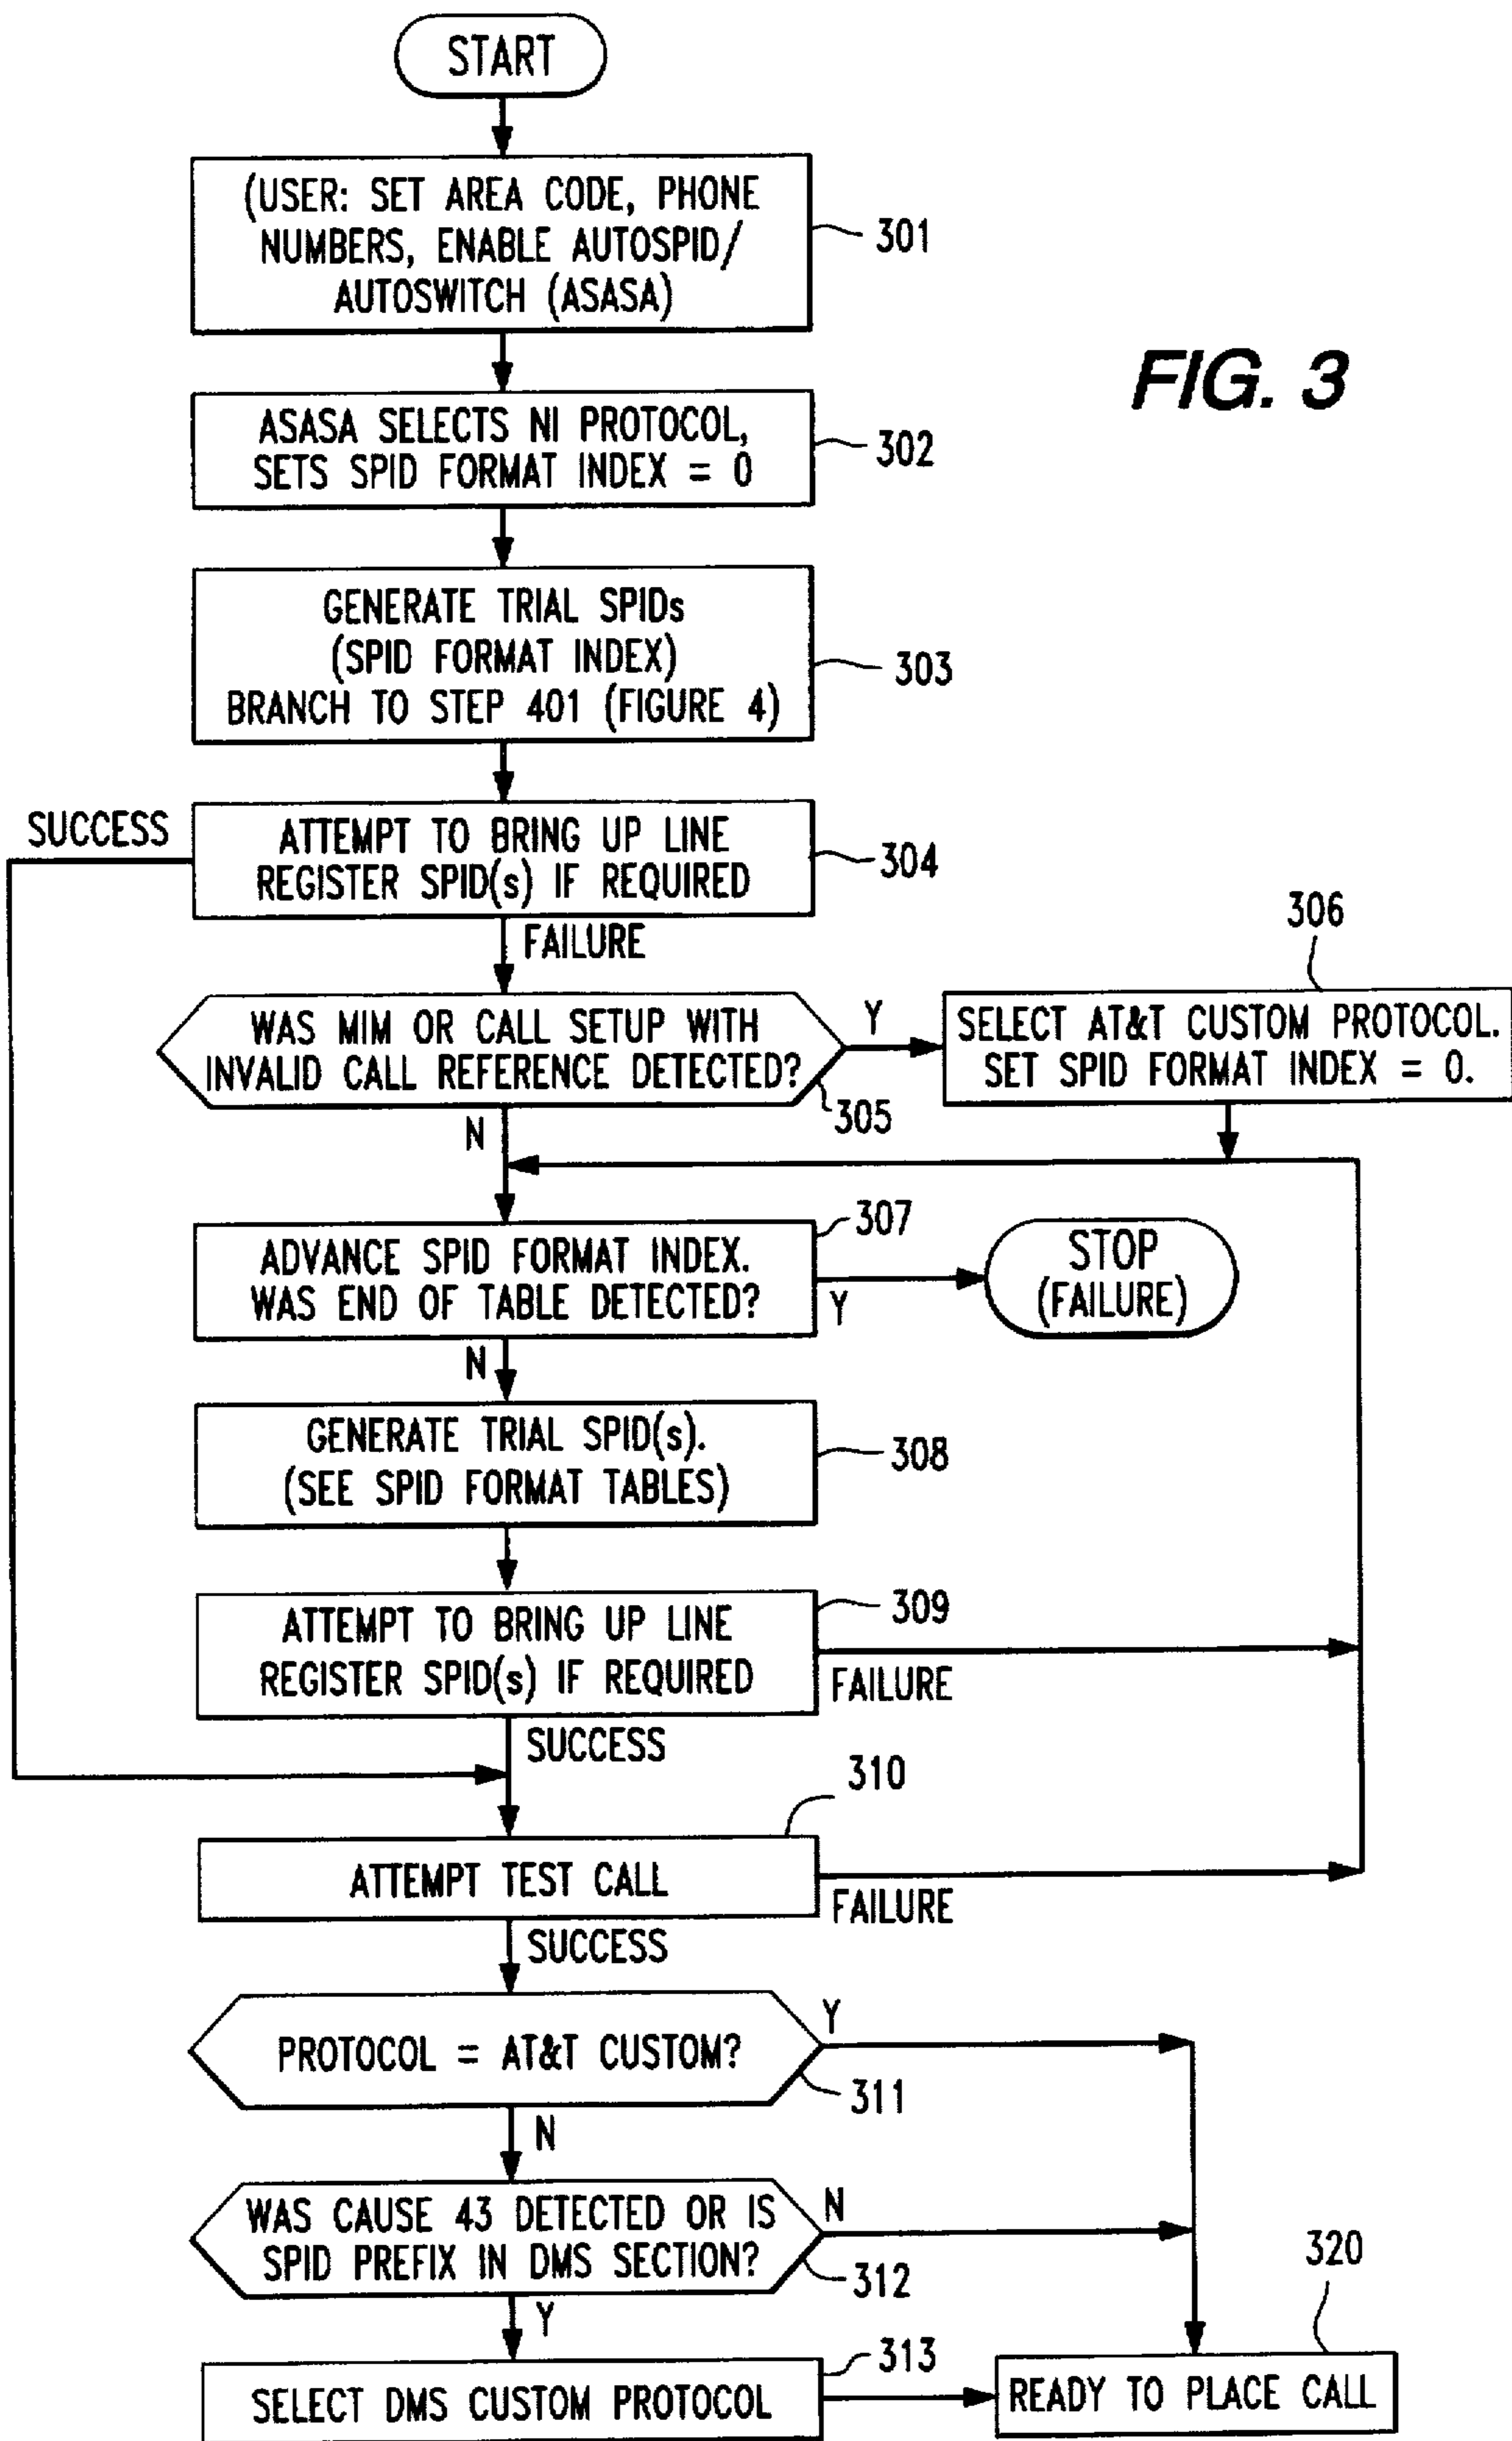 START
(USER: SET AREA CODE, PHONE
NUMBERS, ENABLE AUTOSPID/
AUTOSWITCH (ASASA)
301
FIG. 3
ASASA SELECTS NI PROTOCOL,
SETS SPID FORMAT INDEX = 0
302
GENERATE TRIAL SPIDs
(SPID FORMAT INDEX)
BRANCH TO STEP 401 (FIGURE 4)
303
SUCCESS
ATTEMPT TO BRING UP LINE
REGISTER SPID(s) IF REQUIRED
304
FAILURE
306
WAS MIM OR CALL SETUP WITH
INVALID CALL REFERENCE DETECTED?
Y
305
SELECT AT&T CUSTOM PROTOCOL.
SET SPID FORMAT INDEX = 0.
N
307
ADVANCE SPID FORMAT INDEX.
WAS END OF TABLE DETECTED?
Y
STOP
(FAILURE)
N
GENERATE TRIAL SPID(s).
(SEE SPID FORMAT TABLES)
308
ATTEMPT TO BRING UP LINE
REGISTER SPID(s) IF REQUIRED
309
FAILURE
SUCCESS
310
ATTEMPT TEST CALL
FAILURE
SUCCESS
PROTOCOL = AT&T CUSTOM?
Y
311
N
WAS CAUSE 43 DETECTED OR IS
SPID PREFIX IN DMS SECTION?
N
312
320
Y
313
SELECT DMS CUSTOM PROTOCOL
READY TO PLACE CALL